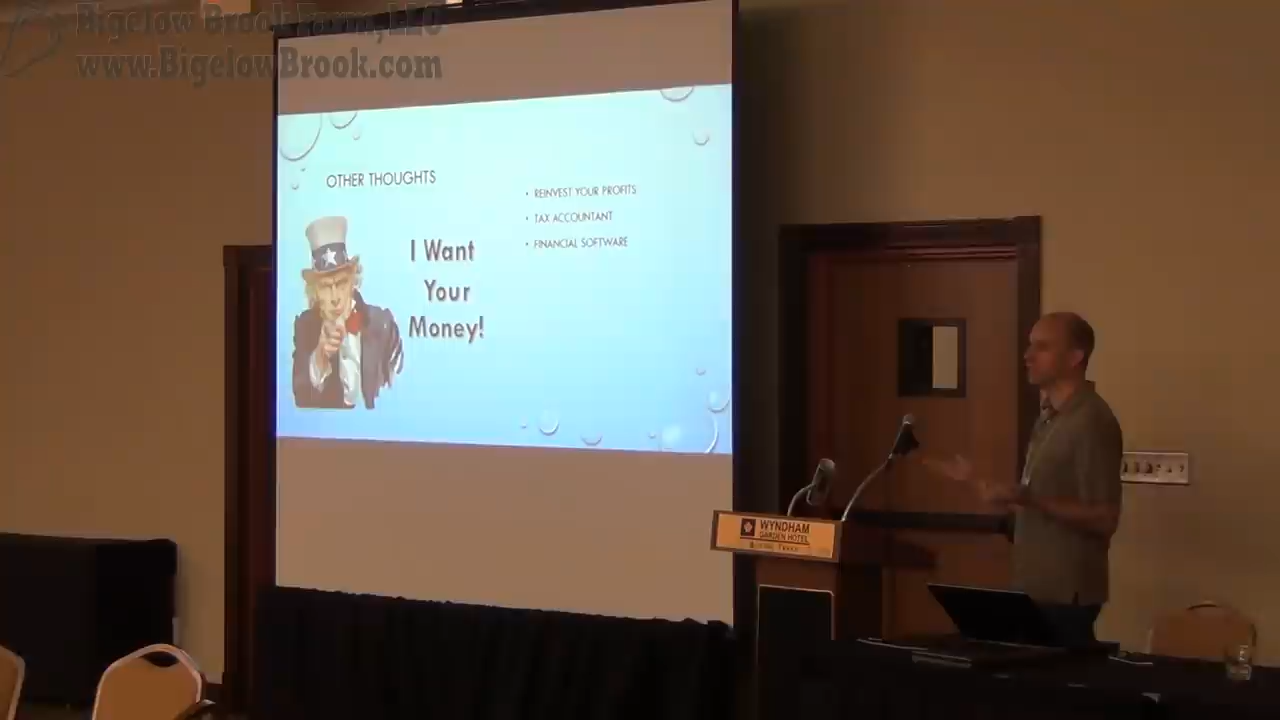 Bigelow Brook Farm, LLC
www.BigelowBrook.com
OTHER THOUGHTS
I Want
Your
Money!
• REINVEST YOUR PROFITS
• TAX ACCOUNTANT
• FINANCIAL SOFTWARE
WYNDHAM
GARDEN HOTEL